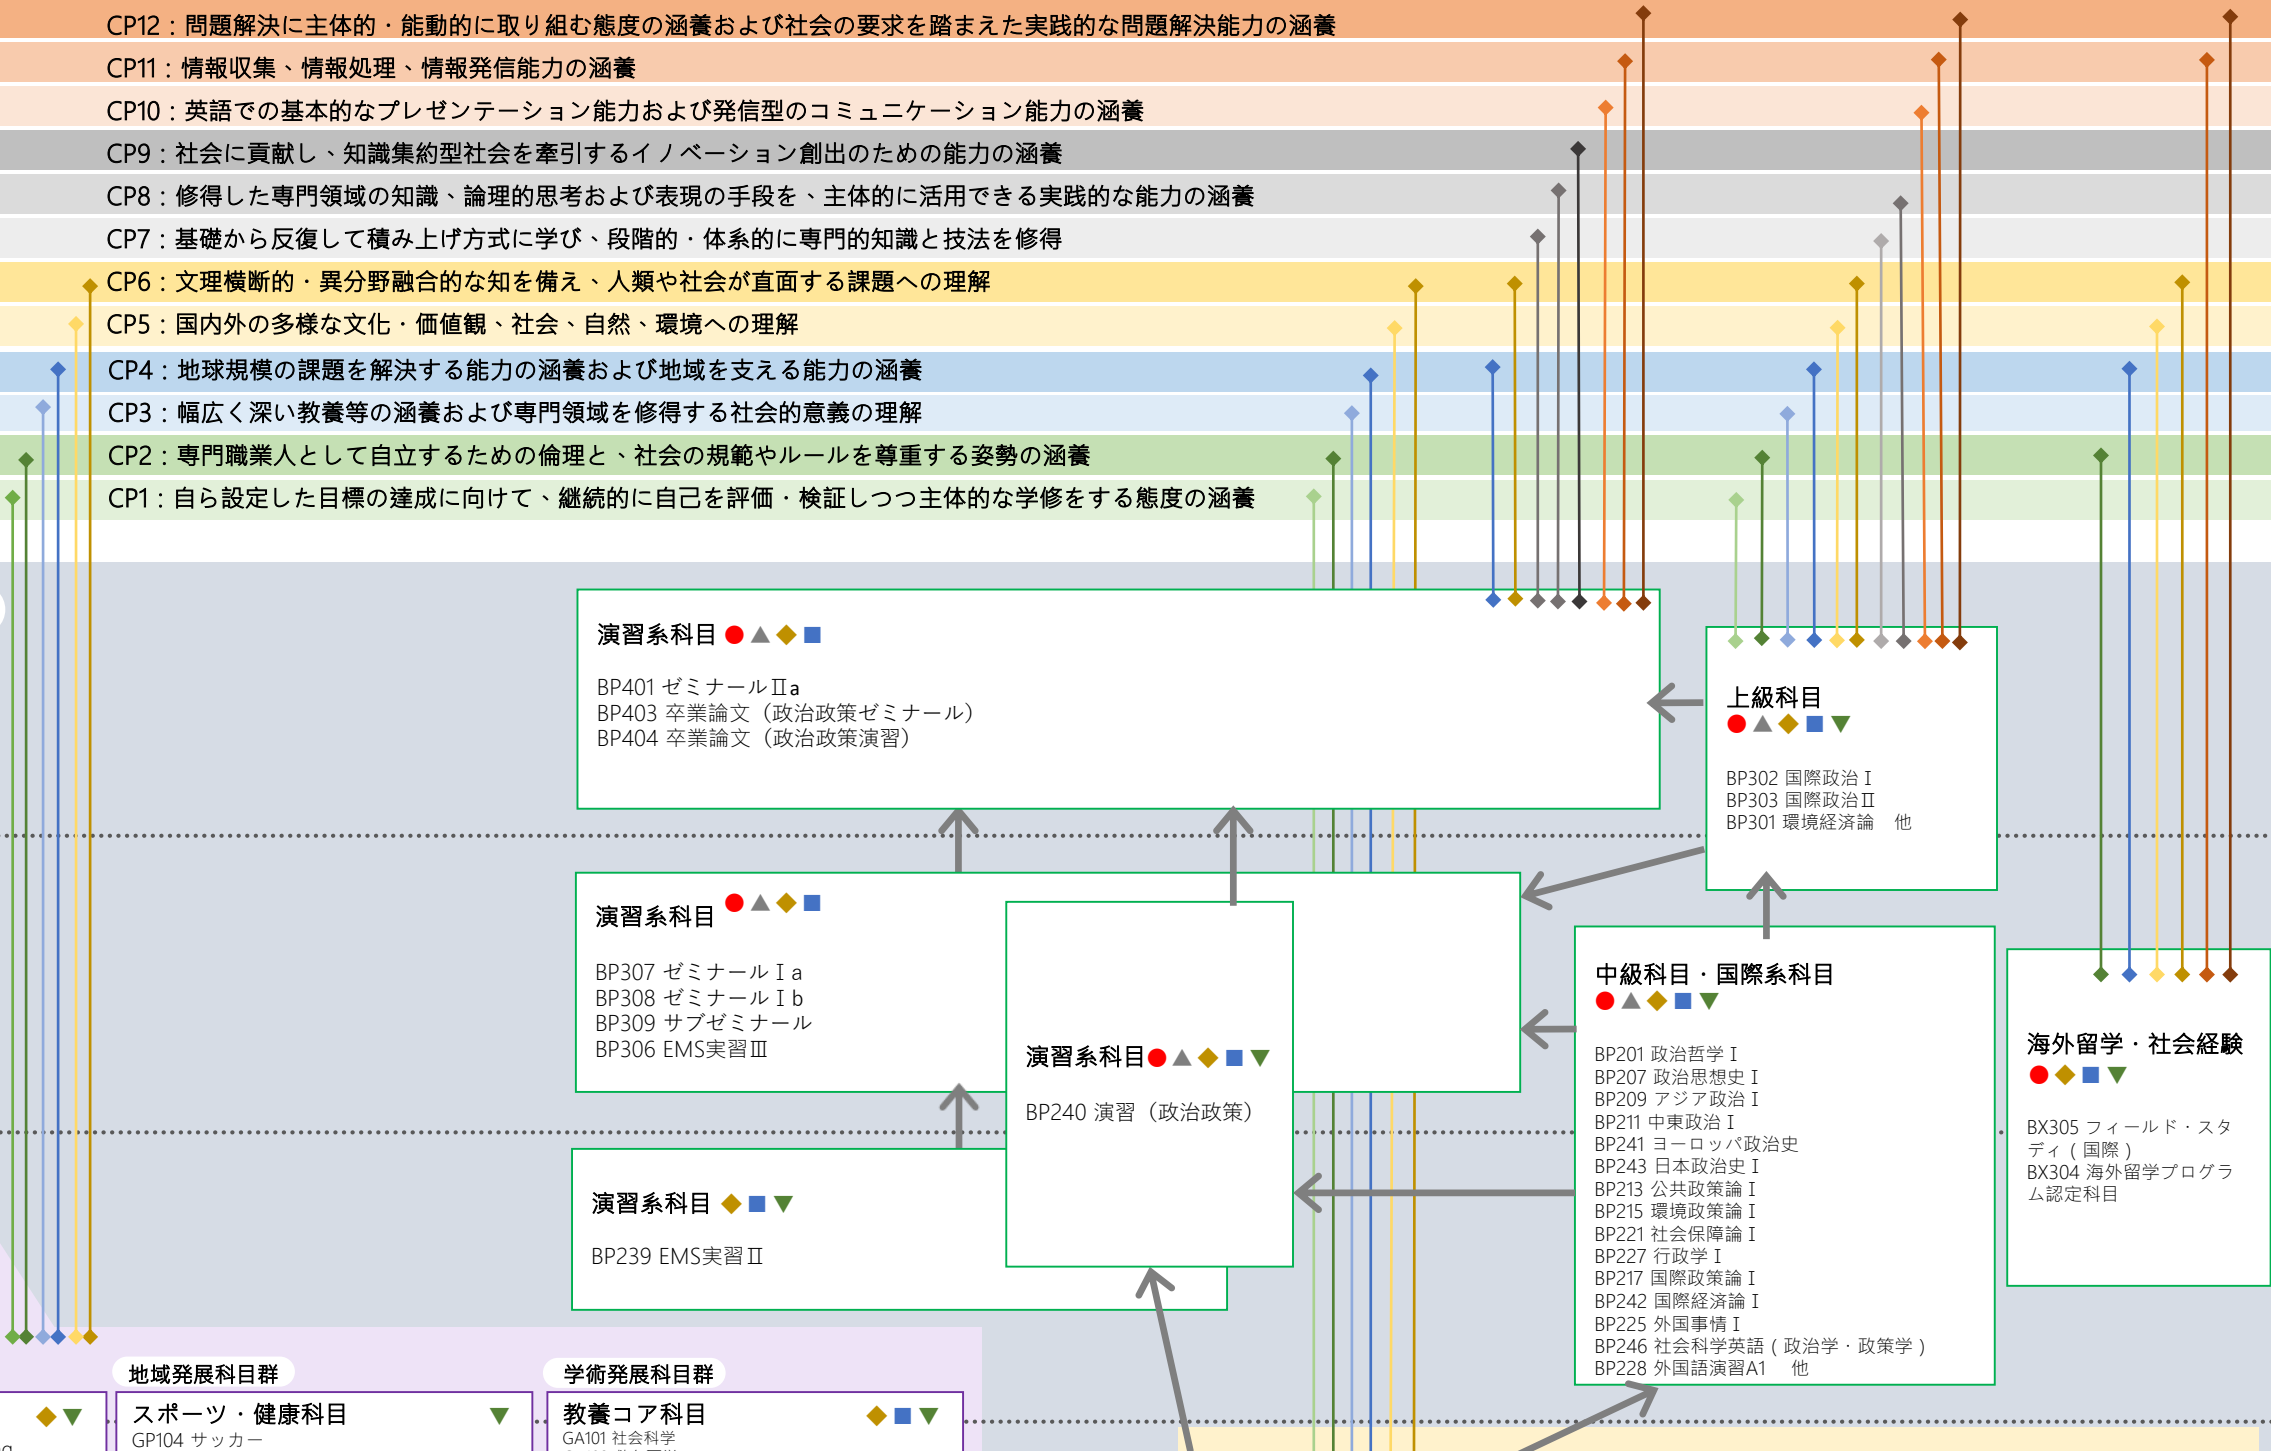 CP12：問題解決に主体的・能動的に取り組む態度の涵養および社会の要求を踏まえた実践的な問題解決能力の涵養
CP11：情報収集、情報処理、情報発信能力の涵養
CP10：英語での基本的なプレゼンテーション能力および発信型のコミュニケーション能力の涵養
CP9：社会に貢献し、知識集約型社会を牽引するイノベーション創出のための能力の涵養
CP8：修得した専門領域の知識、論理的思考および表現の手段を、主体的に活用できる実践的な能力の涵養
CP7：基礎から反復して積み上げ方式に学び、段階的・体系的に専門的知識と技法を修得
CP6：文理横断的・異分野融合的な知を備え、人類や社会が直面する課題への理解
CP5：国内外の多様な文化・価値観、社会、自然、環境への理解
CP4：地球規模の課題を解決する能力の涵養および地域を支える能力の涵養
CP3：幅広く深い教養等の涵養および専門領域を修得する社会的意義の理解
CP2：専門職業人として自立するための倫理と、社会の規範やルールを尊重する姿勢の涵養
CP1：自ら設定した目標の達成に向けて、継続的に自己を評価・検証しつつ主体的な学修をする態度の涵養
演習系科目
BP401 ゼミナールⅡa
BP403 卒業論文（政治政策ゼミナール）
BP404 卒業論文（政治政策演習）
上級科目
BP302 国際政治Ⅰ
BP303 国際政治Ⅱ
BP301 環境経済論　他
演習系科目
BP307 ゼミナールⅠa
BP308 ゼミナールⅠb
BP309 サブゼミナール
BP306 EMS実習Ⅲ
演習系科目
BP240 演習（政治政策）
中級科目・国際系科目
BP201 政治哲学Ⅰ
BP207 政治思想史Ⅰ
BP209 アジア政治Ⅰ
BP211 中東政治Ⅰ
BP241 ヨーロッパ政治史
BP243 日本政治史Ⅰ
BP213 公共政策論Ⅰ
BP215 環境政策論Ⅰ
BP221 社会保障論Ⅰ
BP227 行政学Ⅰ
BP217 国際政策論Ⅰ
BP242 国際経済論Ⅰ
BP225 外国事情Ⅰ
BP246 社会科学英語（政治学・政策学）
BP228 外国語演習A1　他
海外留学・社会経験
BX305 フィールド・スタ
ディ（国際）
BX304 海外留学プログラ
ム認定科目
演習系科目
BP239 EMS実習Ⅱ
地域発展科目群
スポーツ・健康科目
GP104 サッカー
学術発展科目群
教養コア科目
GA101 社会科学